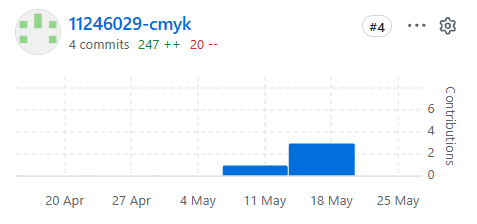 11246029-cmyk
#4
4 commits 247 ++ 20 --
Contributions
6
4
2
0
20 Apr 27 Apr 4 May 11 May 18 May 25 May